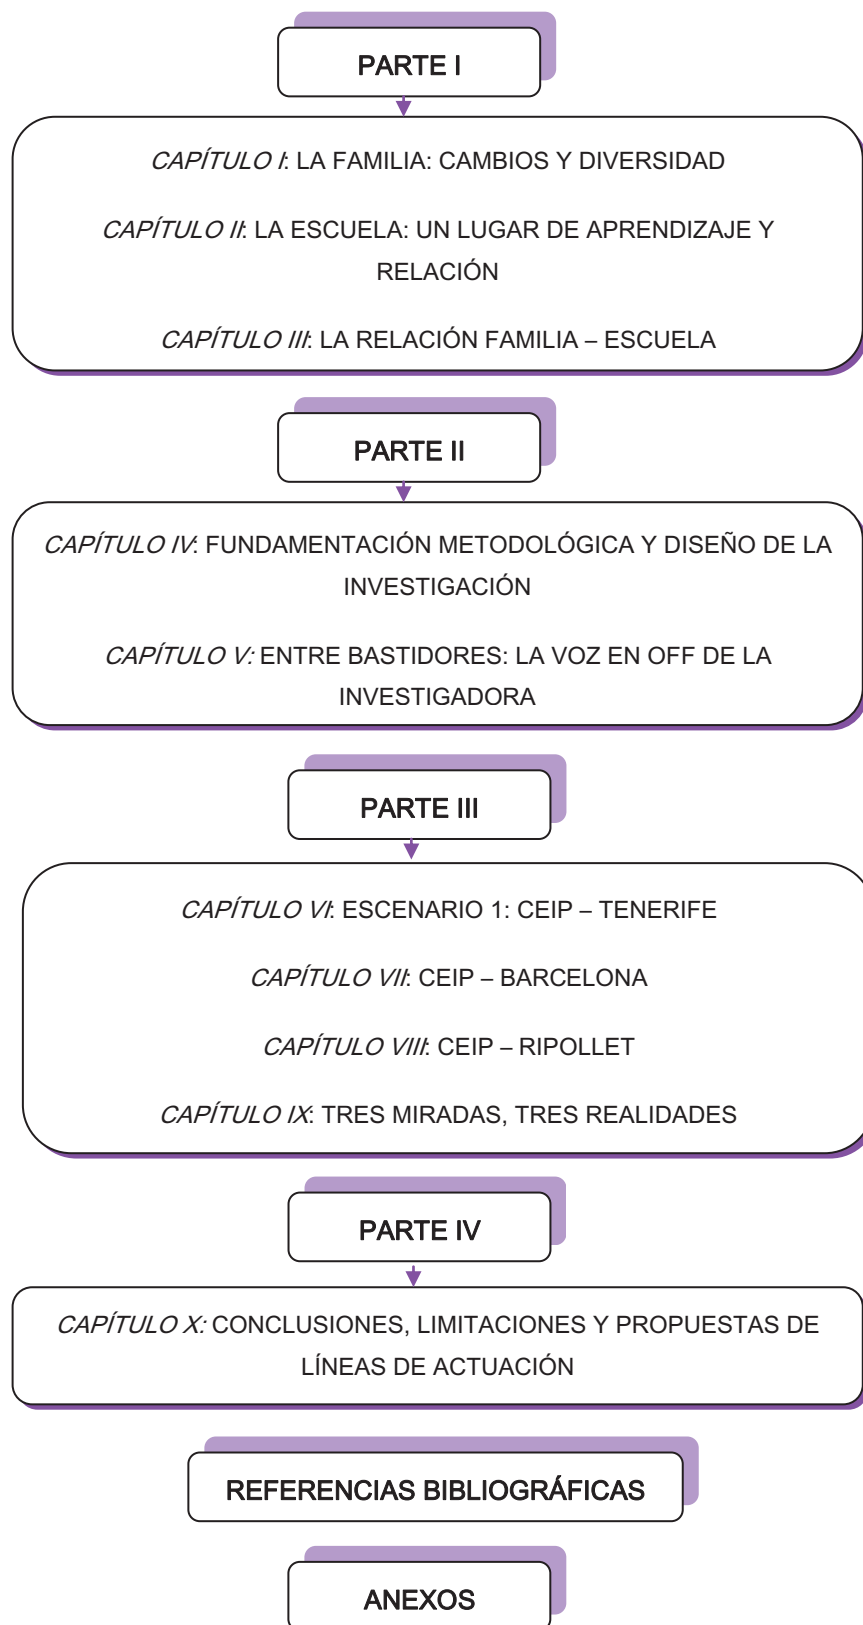 PARTE I
CAPÍTULO I: LA FAMILIA: CAMBIOS Y DIVERSIDAD
CAPÍTULO II: LA ESCUELA: UN LUGAR DE APRENDIZAJE Y
RELACIÓN
CAPÍTULO III: LA RELACIÓN FAMILIA – ESCUELA
PARTE II
CAPÍTULO IV: FUNDAMENTACIÓN METODOLÓGICA Y DISEÑO DE LA
INVESTIGACIÓN
CAPÍTULO V: ENTRE BASTIDORES: LA VOZ EN OFF DE LA
INVESTIGADORA
PARTE III
CAPÍTULO VI: ESCENARIO 1: CEIP – TENERIFE
CAPÍTULO VII: CEIP – BARCELONA
CAPÍTULO VIII: CEIP – RIPOLLET
CAPÍTULO IX: TRES MIRADAS, TRES REALIDADES
PARTE IV
CAPÍTULO X: CONCLUSIONES, LIMITACIONES Y PROPUESTAS DE
LÍNEAS DE ACTUACIÓN
REFERENCIAS BIBLIOGRÁFICAS
ANEXOS